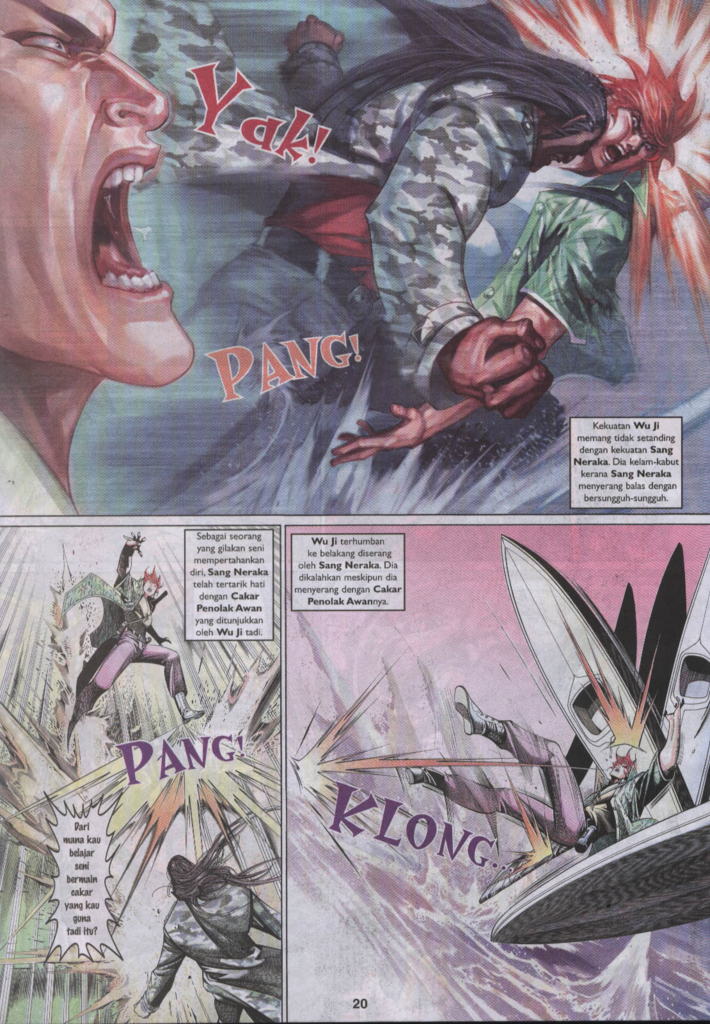 Yak!
PANG!
Kekuatan Wu Ji
memang tidak setanding
dengan kekuatan Sang
Neraka. Dia kelam-kabut
kerana Sang Neraka
menyerang balas dengan
bersungguh-sungguh.
Sebagai seorang
yang gilakan seni
mempertahankan
diri, Sang Neraka
telah tertarik hati
dengan Cakar
Penolak Awan
yang ditunjukkan
oleh Wu Ji tadi.
PANG!
Dari
mana kau
belajar
seni
bermain
cakar
yang kau
guna
tadi itu?
Wu Ji terhumban
ke belakang diserang
oleh Sang Neraka. Dia
dikalahkan meskipun dia
menyerang dengan Cakar
Penolak Awannya.
KLONG...
20